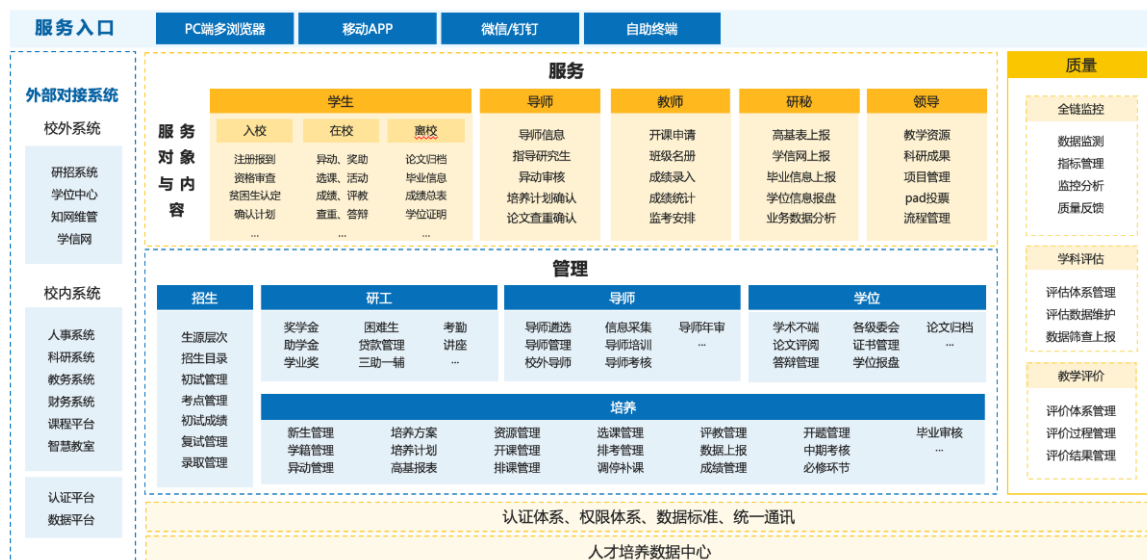 服务入口
PC端多浏览器
移动APP
微信/钉钉
自助终端
外部对接系统
校外系统
研招系统
学位中心
知网维管
学信网
校内系统
人事系统
科研系统
教务系统
财务系统
课程平台
智慧教室
认证平台
数据平台
服务
服务
对象
与内
容
学生
入校
注册报到
资格审查
贫困生认定
确认计划
...
在校
异动、奖助
选课、活动
成绩、评教
查重、答辩
...
离校
论文归档
毕业信息
成绩总表
学位证明
...
导师
导师信息
指导研究生
异动审核
培养计划确认
论文查重确认
教师
开课申请
班级名册
成绩录入
成绩统计
监考安排
研秘
高基表上报
学信网上报
毕业信息上报
学位信息报盘
业务数据分析
领导
教学资源
科研成果
项目管理
pad投票
流程管理
管理
招生
生源层次
招生目录
初试管理
考点管理
初试成绩
复试管理
录取管理
研工
奖学金 困难生 考勤
助学金 贷款管理 讲座
学业奖 三助一辅 ...
导师
导师遴选 信息采集 导师年审
导师管理 导师培训 ...
校外导师 导师考核
学位
学术不端 各级委会 论文归档
论文评阅 证书管理 ...
答辩管理 学位报盘
培养
新生管理 培养方案 资源管理 选课管理 评教管理 开题管理 毕业审核
学籍管理 培养计划 开课管理 排考管理 数据上报 中期考核 ...
异动管理 高基报表 排课管理 调停补课 成绩管理 必修环节
质量
全链监控
数据监测
指标管理
监控分析
质量反馈
学科评估
评估体系管理
评估数据维护
数据筛查上报
教学评价
评价体系管理
评价过程管理
评价结果管理
认证体系、权限体系、数据标准、统一通讯
人才培养数据中心